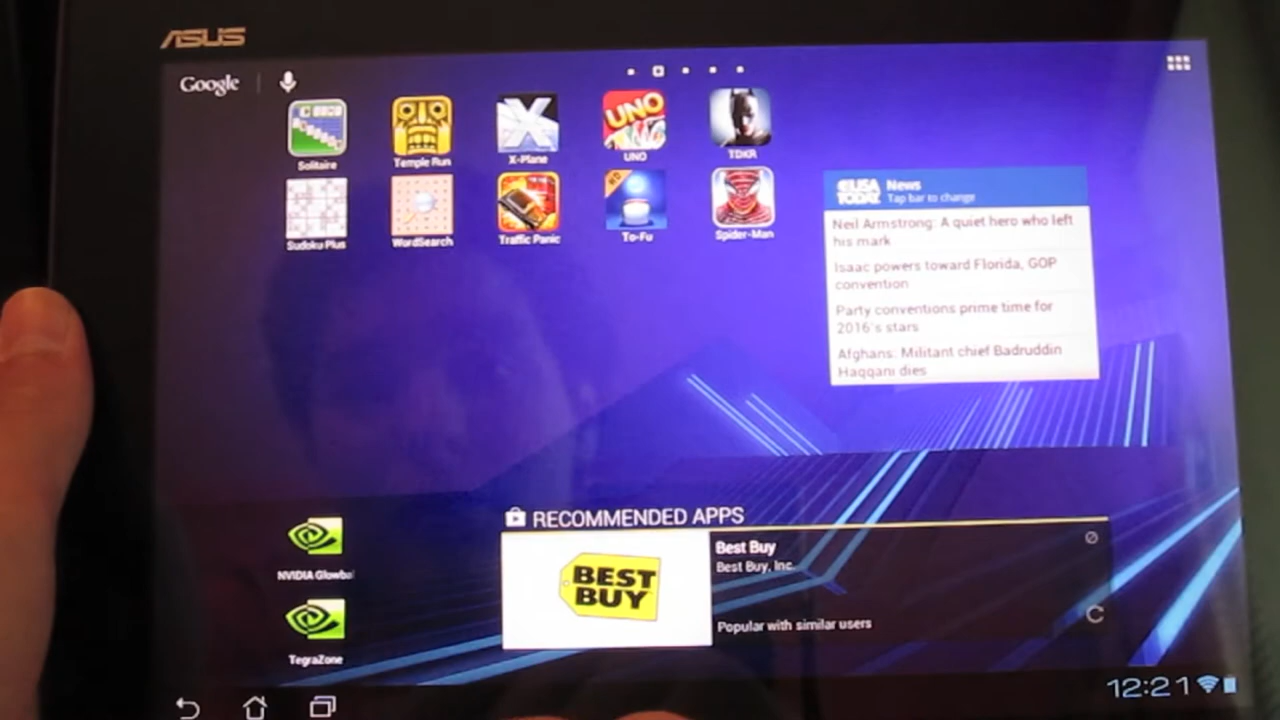 ASUS
Google
Solitaire
Temple Run
X-Plane
UNO
UNO
TDKR
Sudoku Plus
WordSearch
Traffic Panic
HD
To-Fu
Spider-Man
USA
TODAY
News
Tap bar to change
Neil Armstrong: A quiet hero who left
his mark
Isaac powers toward Florida, GOP
convention
Party conventions prime time for
2016's stars
Afghans: Militant chief Badruddin
Haqqani dies
NVIDIA Glowbal
TegraZone
RECOMMENDED APPS
BEST
BUY
Best Buy
Best Buy, Inc.
Popular with similar users
12:21